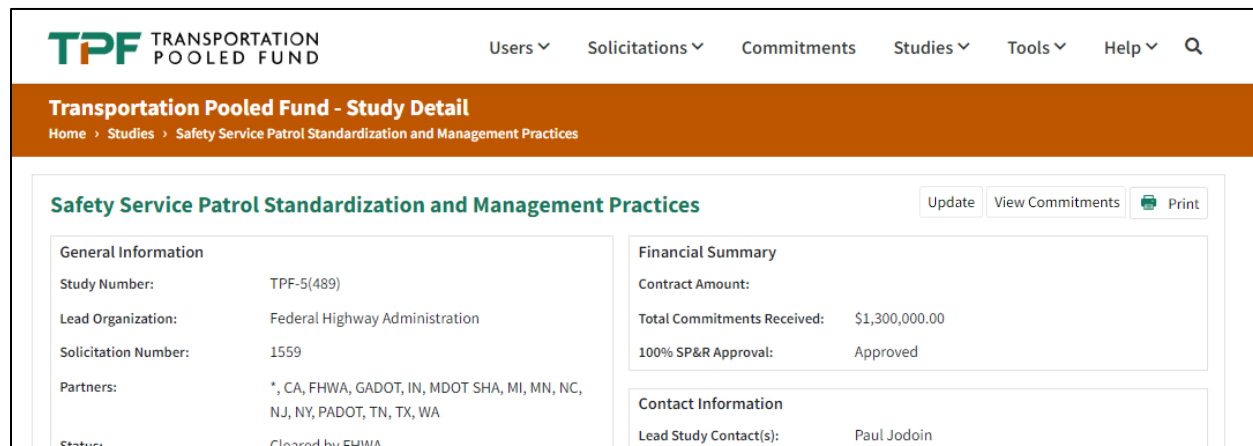 TPF TRANSPORTATION
POOLED FUND
Users Solicitations Commitments Studies Tools Help
Transportation Pooled Fund - Study Detail
Home › Studies › Safety Service Patrol Standardization and Management Practices
Safety Service Patrol Standardization and Management Practices
Update View Commitments Print
General Information
Study Number: TPF-5(489)
Lead Organization: Federal Highway Administration
Solicitation Number: 1559
Partners: *, CA, FHWA, GADOT, IN, MDOT SHA, MI, MN, NC,
NJ, NY, PADOT, TN, TX, WA
Status: Cleared by FHWA
Financial Summary
Contract Amount:
Total Commitments Received: $1,300,000.00
100% SP&R Approval: Approved
Contact Information
Lead Study Contact(s): Paul Jodoin